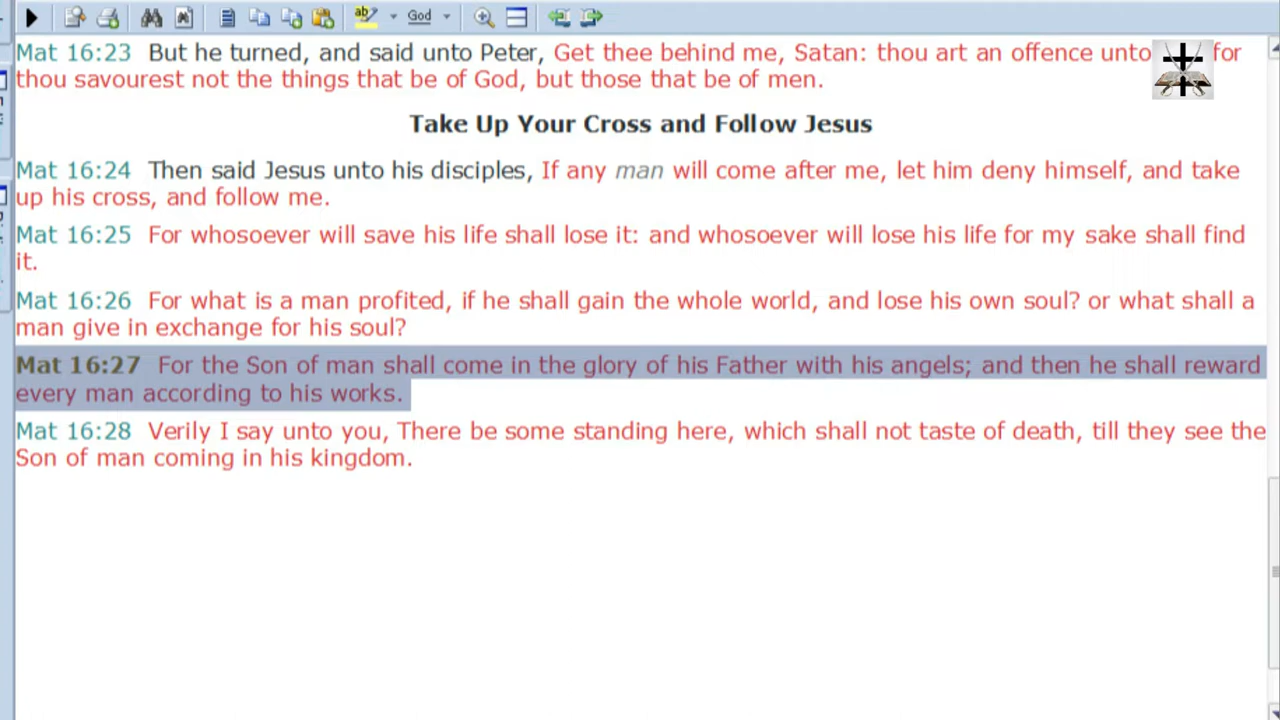 ab God
Mat 16:23 But he turned, and said unto Peter, Get thee behind me, Satan: thou art an offence unto for
thou savourest not the things that be of God, but those that be of men.
Take Up Your Cross and Follow Jesus
Mat 16:24 Then said Jesus unto his disciples, If any man will come after me, let him deny himself, and take
up his cross, and follow me.
Mat 16:25 For whosoever will save his life shall lose it: and whosoever will lose his life for my sake shall find
it.
Mat 16:26 For what is a man profited, if he shall gain the whole world, and lose his own soul? or what shall a
man give in exchange for his soul?
Mat 16:27 For the Son of man shall come in the glory of his Father with his angels; and then he shall reward
every man according to his works.
Mat 16:28 Verily I say unto you, There be some standing here, which shall not taste of death, till they see the
Son of man coming in his kingdom.